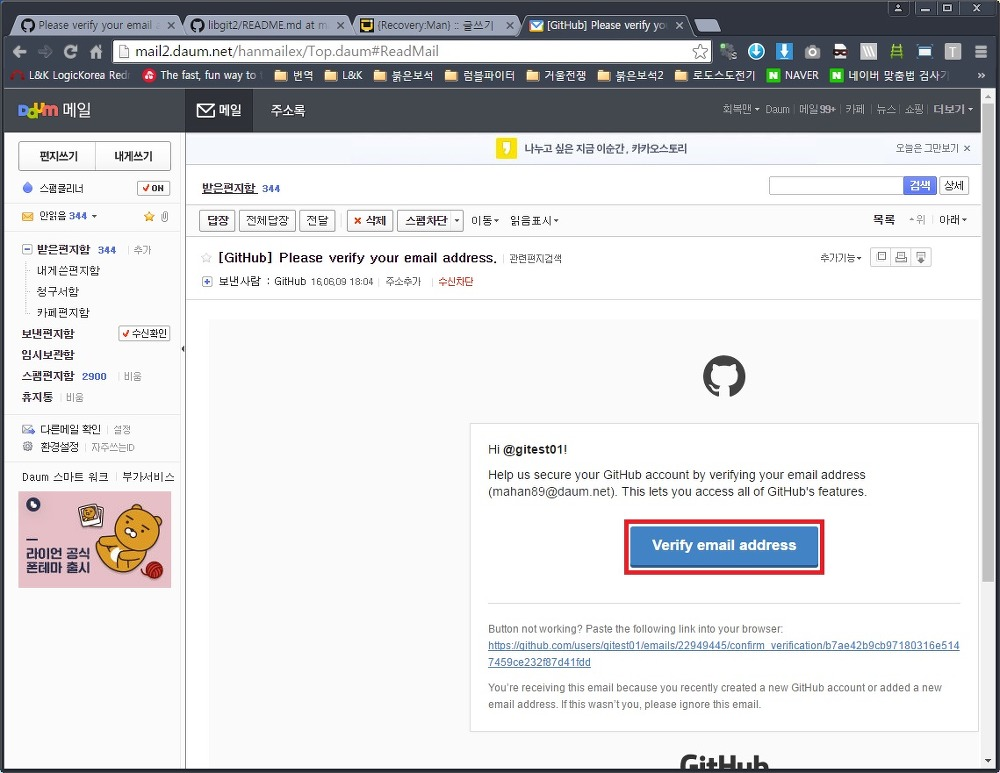 Please verify your email
libgit2/README.md at m
{Recovery:Man} :: 글쓰기
[GitHub] Please verify yo
mail2.daum.net/hanmailex/Top.daum#ReadMail
L&K LogicKorea Redr
The fast, fun way to
번역
L&K
붉은보석
럼블파이터
겨울전쟁
붉은보석2
로도스도전기
NAVER
네이버 맞춤법 검사기
Daum 메일
메일
주소록
회복맨 Daum 메일 99+ 카페 뉴스 쇼핑 더보기
편지쓰기 내게쓰기
나누고 싶은 지금 이순간, 카카오스토리
오늘은 그만보기 ×
스팸클리너 ON
받은편지함 344
검색 상세
안읽음 344
답장 전체답장 전달 × 삭제 스팸차단 이동 읽음표시
목록 위 아래
받은편지함 344 추가
[GitHub] Please verify your email address. 관련편지검색
추가기능
내게쓴편지함
보낸사람 : GitHub 16.06.09 18:04 주소추가 수신차단
청구서함
카페편지함
보낸편지함 수신확인
임시보관함
스팸편지함 2900 비움
휴지통 비움
다른메일 확인 설정
환경설정 자주쓰는ID
Daum 스마트 워크 부가서비스
라이언 공식
폰테마 출시
Hi @gitest01!
Help us secure your GitHub account by verifying your email address
(mahan89@daum.net). This lets you access all of GitHub's features.
Verify email address
Button not working? Paste the following link into your browser:
https://github.com/users/gitest01/emails/22949445/confirm_verification/b7ae42b9cb97180316e514
7459ce232f87d41fdd
You're receiving this email because you recently created a new GitHub account or added a new
email address. If this wasn't you, please ignore this email.
GitHub